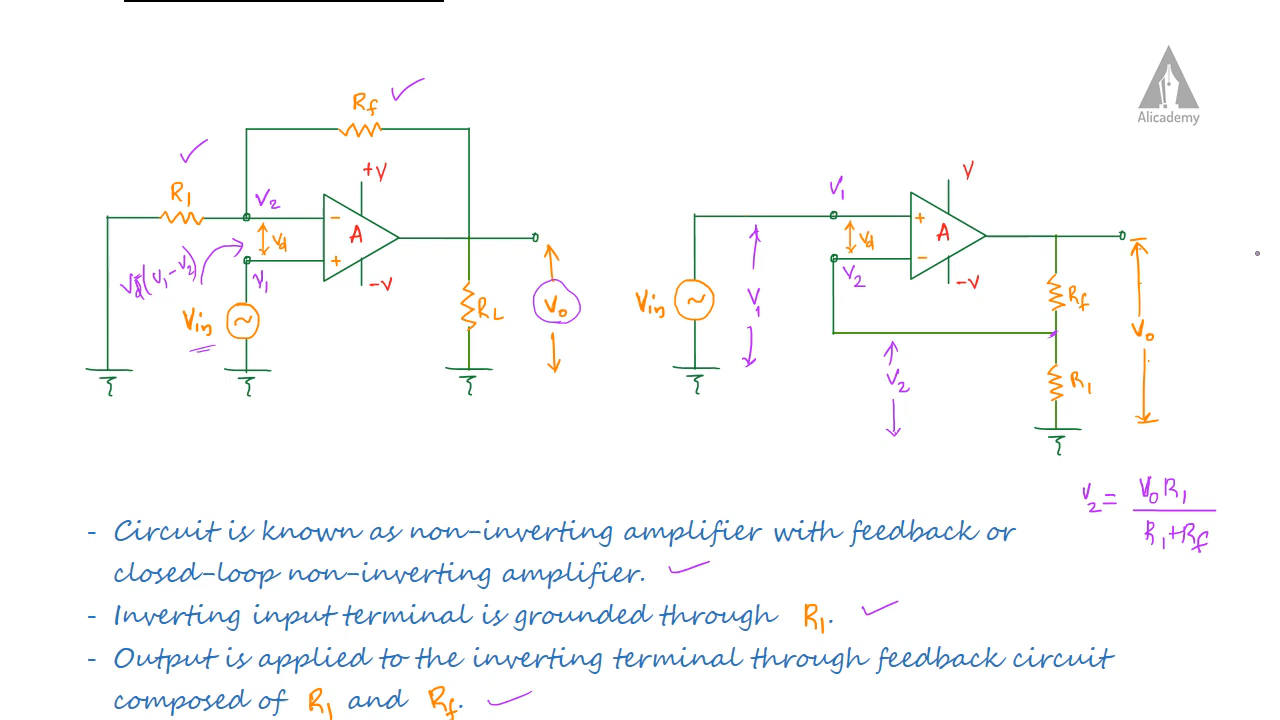 Rf
R1
V2
+V
-
A
Vd
+
V1
-V
Vd=(V1-V2)
Vin
~
RL
Vo
V1
V
+
A
Vd
-
V2
-V
Vin
~
V1
Rf
Vo
V2
R1
Alicademy
V2 = VoR1
R1+Rf
- Circuit is known as non-inverting amplifier with feedback or
closed-loop non-inverting amplifier.
- Inverting input terminal is grounded through R1.
- Output is applied to the inverting terminal through feedback circuit
composed of R1 and Rf.